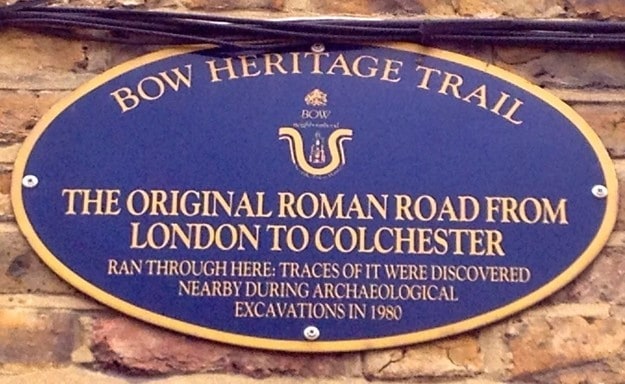 BOW HERITAGE TRAIL
BOW
THE ORIGINAL ROMAN ROAD FROM
LONDON TO COLCHESTER
RAN THROUGH HERE: TRACES OF IT WERE DISCOVERED
NEARBY DURING ARCHAEOLOGICAL
EXCAVATIONS IN 1980